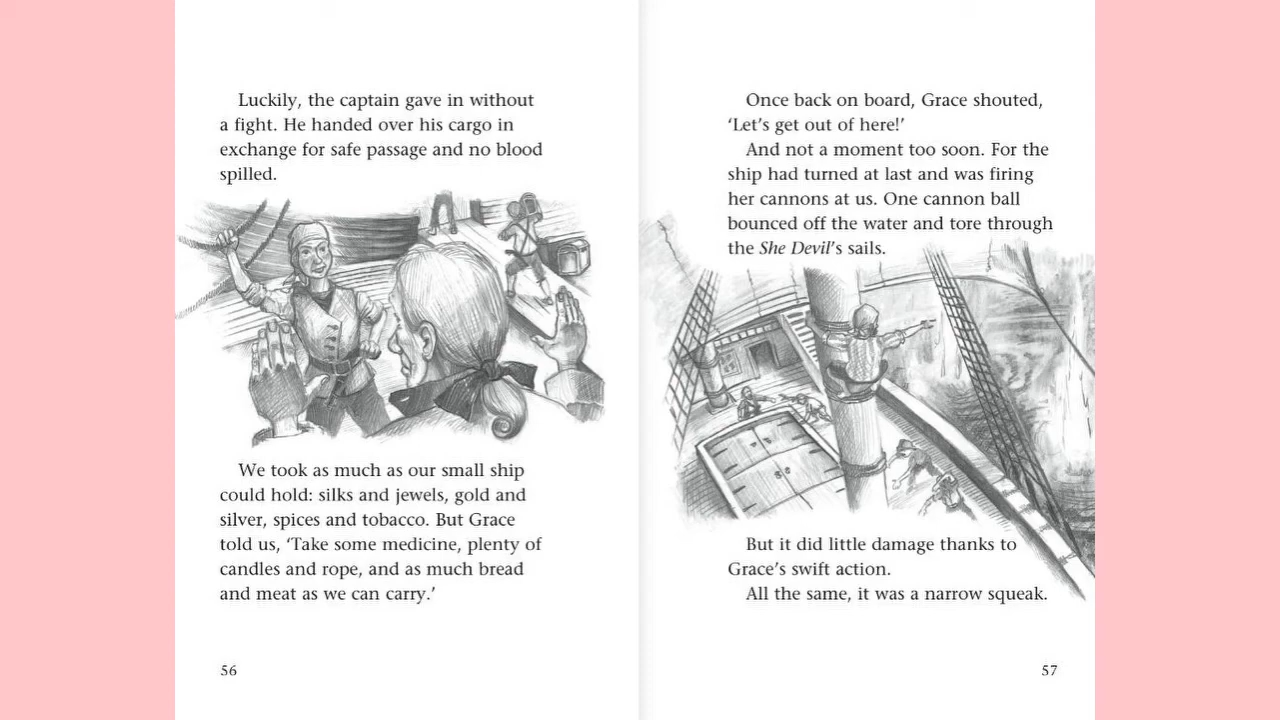 Luckily, the captain gave in without
a fight. He handed over his cargo in
exchange for safe passage and no blood
spilled.
We took as much as our small ship
could hold: silks and jewels, gold and
silver, spices and tobacco. But Grace
told us, ‘Take some medicine, plenty of
candles and rope, and as much bread
and meat as we can carry.’
56
Once back on board, Grace shouted,
‘Let’s get out of here!’
And not a moment too soon. For the
ship had turned at last and was firing
her cannons at us. One cannon ball
bounced off the water and tore through
the She Devil’s sails.
But it did little damage thanks to
Grace’s swift action.
All the same, it was a narrow squeak.
57